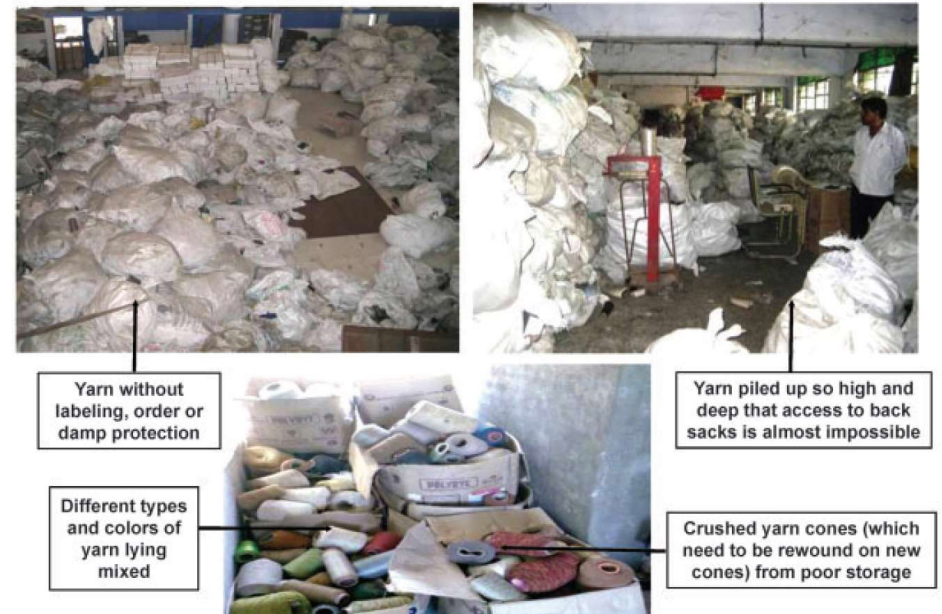 Yarn without
labeling, order or
damp protection
Yarn piled up so high and
deep that access to back
sacks is almost impossible
Different types
and colors of
yarn lying
mixed
Crushed yarn cones (which
need to be rewound on new
cones) from poor storage